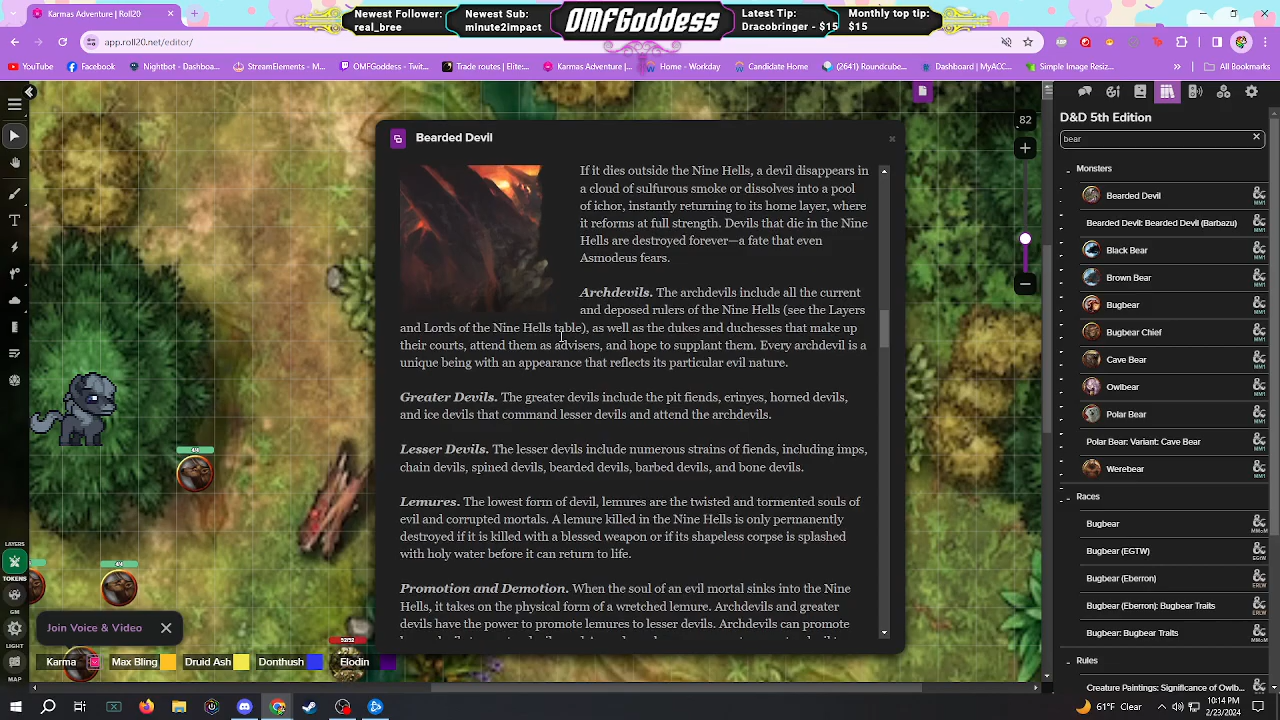 Karmas Adventure | Roll20
Newest Follower:
real_bree
Newest Sub:
minute2impact
OMFGoddess
Latest Tip:
Dracobringer - $15
Monthly top tip:
$15
app.roll20.net/editor/
YouTube
Facebook
Nightbot - Dashboa...
StreamElements - M...
OMFGoddess - Twitc...
Trade routes | Elite:...
Karmas Adventure |...
Home - Workday
Candidate Home
(2641) Roundtable...
Dashboard | MyACC...
Simple Image Resiz...
All Bookmarks
Bearded Devil
If it dies outside the Nine Hells, a devil disappears in
a cloud of sulfurous smoke or dissolves into a pool
of ichor, instantly returning to its home layer, where
it reforms at full strength. Devils that die in the Nine
Hells are destroyed forever—a fate that even
Asmodeus fears.
Archdevils. The archdevils include all the current
and deposed rulers of the Nine Hells (see the Layers
and Lords of the Nine Hells table), as well as the dukes and duchesses that make up
their courts, attend them as advisers, and hope to supplant them. Every archdevil is a
unique being with an appearance that reflects its particular evil nature.
Greater Devils. The greater devils include the pit fiends, erinyes, horned devils,
and ice devils that command lesser devils and attend the archdevils.
Lesser Devils. The lesser devils include numerous strains of fiends, including imps,
chain devils, spined devils, bearded devils, barbed devils, and bone devils.
Lemures. The lowest form of devil, lemures are the twisted and tormented souls of
evil and corrupted mortals. A lemure killed in the Nine Hells is only permanently
destroyed if it is killed with a blessed weapon or if its shapeless corpse is splashed
with holy water before it can return to life.
Promotion and Demotion. When the soul of an evil mortal sinks into the Nine
Hells, it takes on the physical form of a wretched lemure. Archdevils and greater
devils have the power to promote lemures to lesser devils. Archdevils can promote
82
D&D 5th Edition
bear
Monsters
Bearded Devil
MM1
Bearded Devil (Barbazu)
MM1
Black Bear
MM1
Brown Bear
MM1
Bugbear
MM1
Bugbear Chief
MM1
Cave Bear
MM1
Owlbear
MM1
Polar Bear
MM1
Polar Bear: Variant: Cave Bear
MM1
Races
Bugbear
Bugbear
Bugbear (Eberron)
Rules
LAYERS
TOKENS
LIGHT
MAP
Join Voice & Video
Karma
Max Bling
Druid Ash
Donthush
Elodin
61°F Clear
10:14 PM
2/23/2024